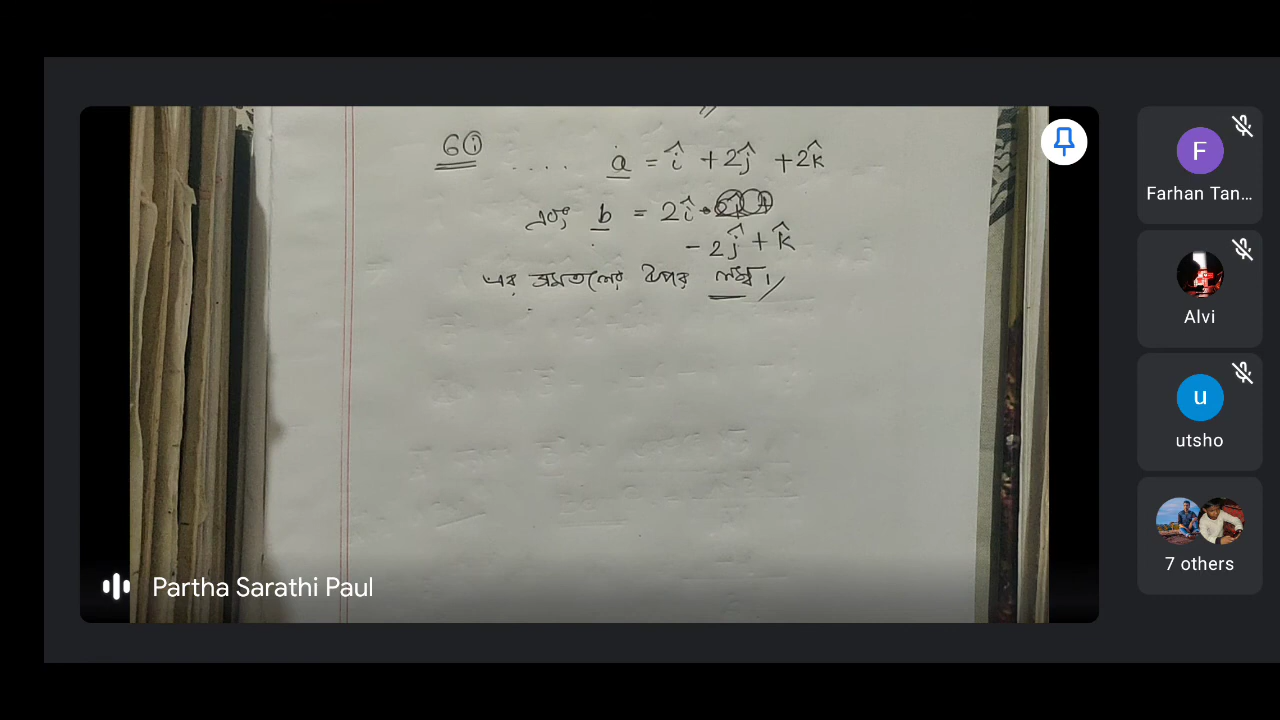 6(i) .... a = î + 2ĵ + 2k̂
এবং b = 2î
- 2ĵ + k̂
এর সমতলের উপর লম্ব।
Partha Sarathi Paul
F
Farhan Tan...
Alvi
u
utsho
7 others